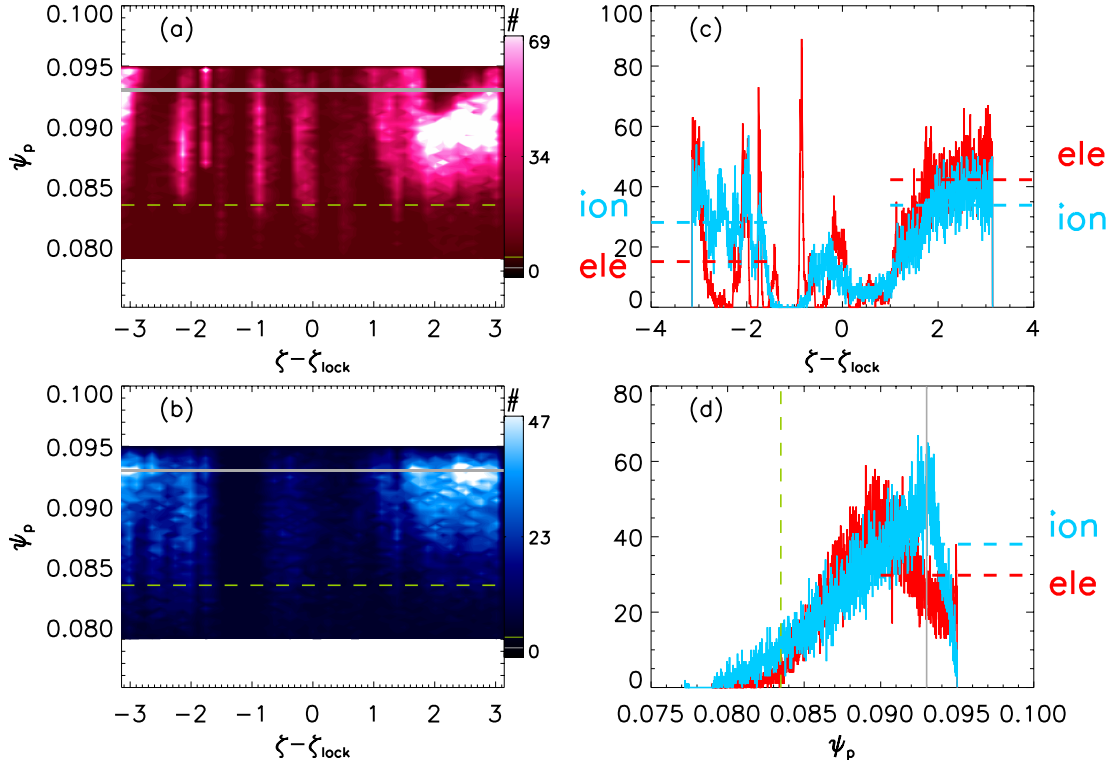 (a)
#
69
34
0
0.100
0.095
0.090
0.085
0.080
ψp
−3 −2 −1 0 1 2 3
ζ−ζlock
(c)
100
80
60
40
20
0
ion
ele
ele
ion
−4 −2 0 2 4
ζ−ζlock
(b)
#
47
23
0
0.100
0.095
0.090
0.085
0.080
ψp
−3 −2 −1 0 1 2 3
ζ−ζlock
(d)
80
60
40
20
0
ion
ele
0.075 0.080 0.085 0.090 0.095 0.100
ψp